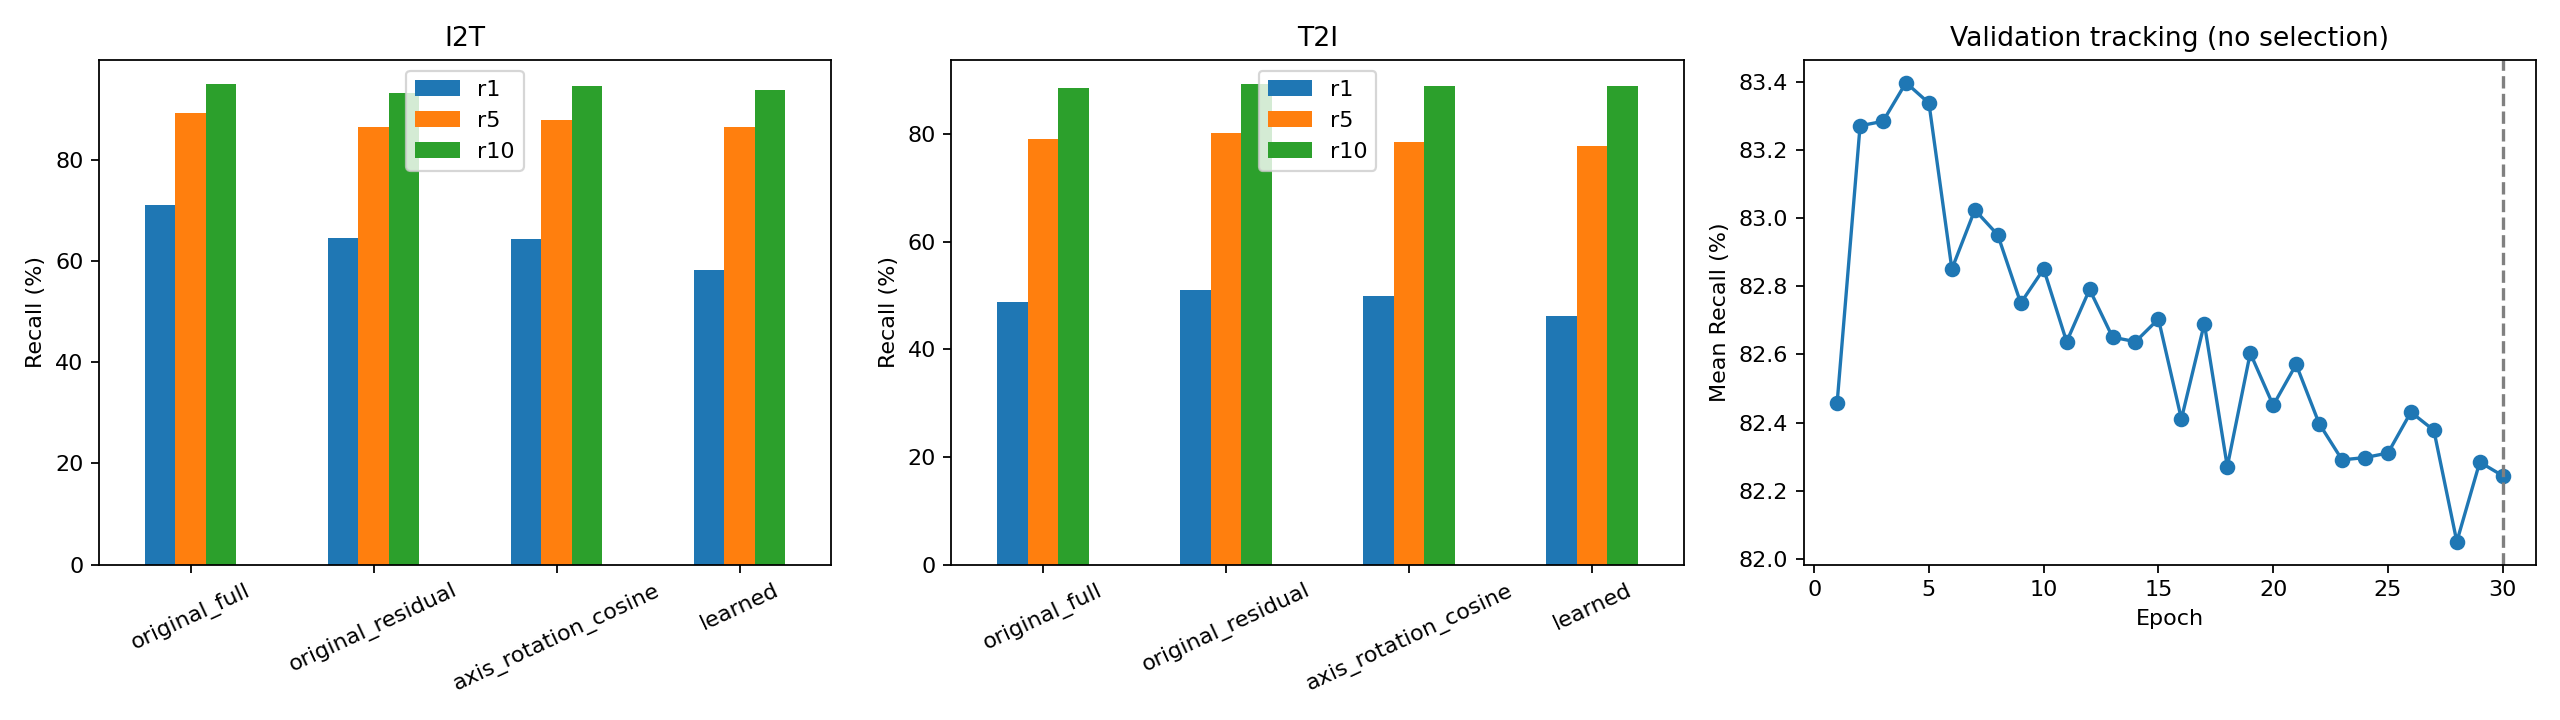 I2T
Recall (%)
80
60
40
20
0
r1
r5
r10
original_full
original_residual
axis_rotation_cosine
learned
T2I
Recall (%)
80
60
40
20
0
r1
r5
r10
original_full
original_residual
axis_rotation_cosine
learned
Validation tracking (no selection)
Mean Recall (%)
83.4
83.2
83.0
82.8
82.6
82.4
82.2
82.0
0 5 10 15 20 25 30
Epoch